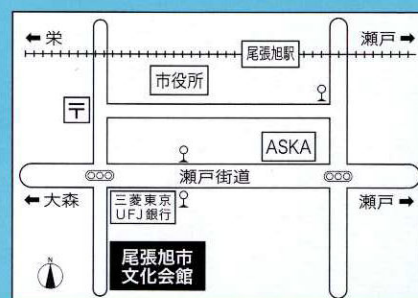 ← 栄
瀬戸 →
尾張旭駅
市役所
〒
ASKA
瀬戸街道
← 大森
三菱東京
UFJ銀行
瀬戸 →
尾張旭市
文化会館